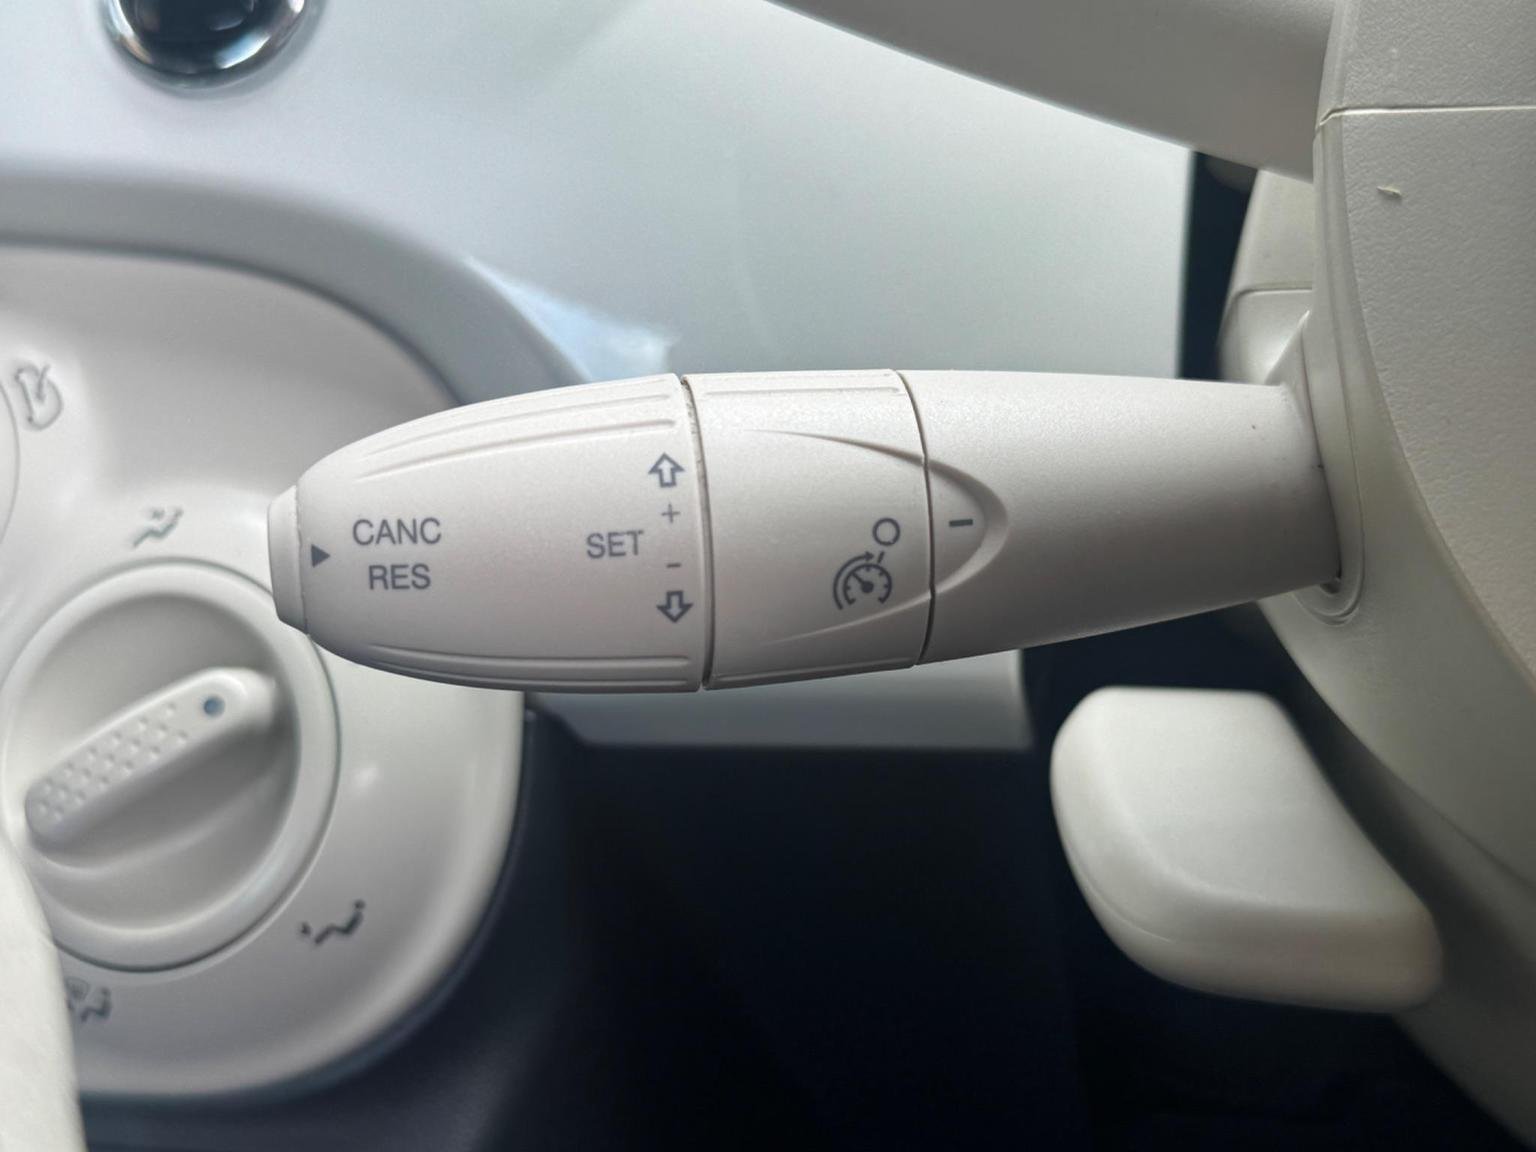 CANC
RES
SET
+
-